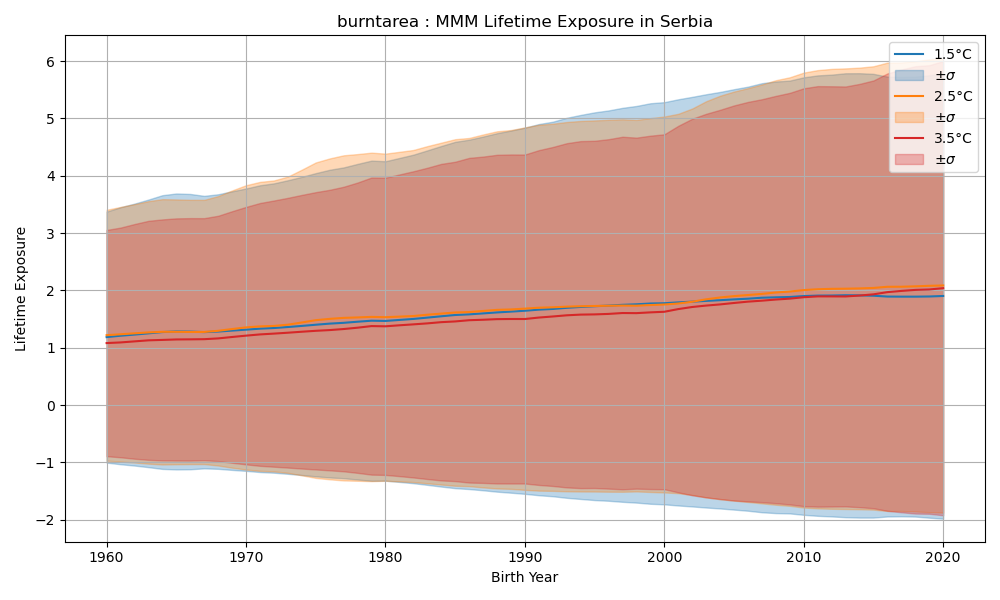 burntarea : MMM Lifetime Exposure in Serbia
1.5°C
±σ
2.5°C
±σ
3.5°C
±σ
Lifetime Exposure
6
5
4
3
2
1
0
−1
−2
1960 1970 1980 1990 2000 2010 2020
Birth Year